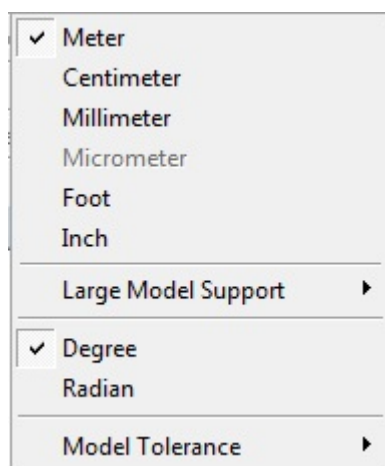 Meter
Centimeter
Millimeter
Micrometer
Foot
Inch
Large Model Support
Degree
Radian
Model Tolerance